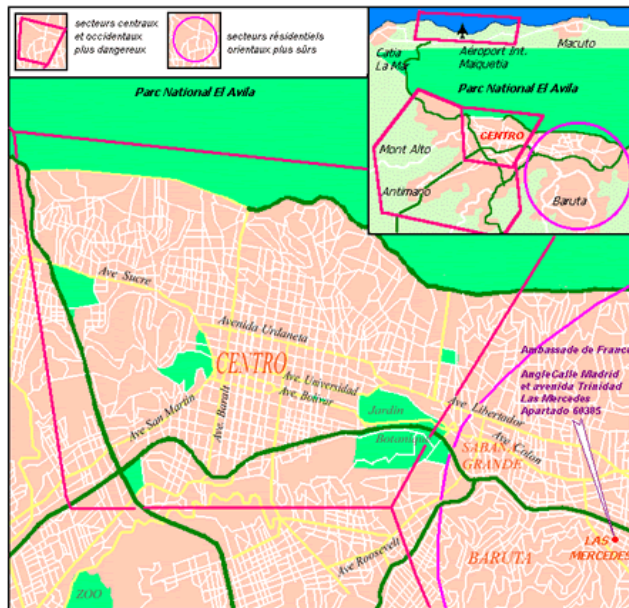 secteurs centraux
et occidentaux
plus dangereux
secteurs résidentiels
orientaux plus sûrs
Catia
La Mar
Aéroport Int.
Maiquetia
Macuto
Parc National El Avila
CENTRO
Mont Alto
Antimano
Baruta
Parc National El Avila
Ave Sucre
Avenida Urdaneta
CENTRO
Ave. Universidad
Ave. Bolivar
Ave San Martin
Ave. Baralt
Jardin
Botanique
Ave Libertador
Ave Colon
SABANA
GRANDE
Ambassade de France
AngleCalle Madrid
et avenida Trinidad
Las Mercedes
Apartado 60385
LAS
MERCEDES
BARUTA
Ave Roosevelt
ZOO